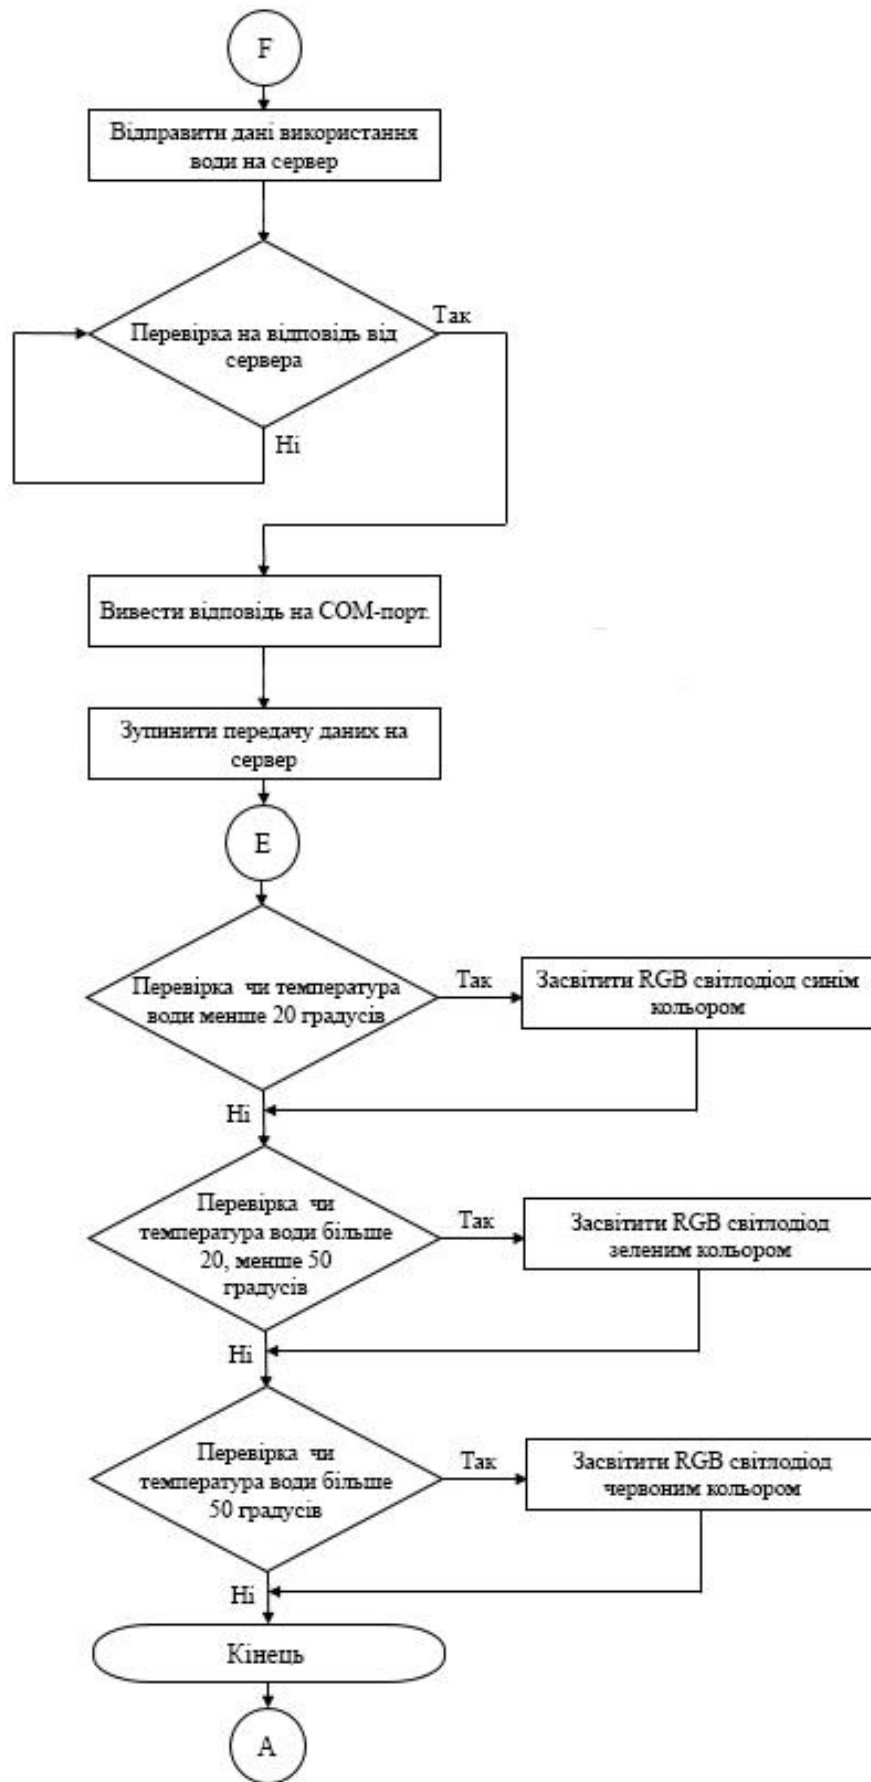 F
Відправити дані використання
води на сервер
Перевірка на відповідь від
сервера
Так
Ні
Вивести відповідь на COM-порт.
Зупинити передачу даних на
сервер
E
Перевірка чи температура
води менше 20 градусів
Так
Засвітити RGB світлодіод синім
кольором
Ні
Перевірка чи
температура води більше
20, менше 50
градусів
Так
Засвітити RGB світлодіод
зеленим кольором
Ні
Перевірка чи
температура води більше
50 градусів
Так
Засвітити RGB світлодіод
червоним кольором
Ні
Кінець
A